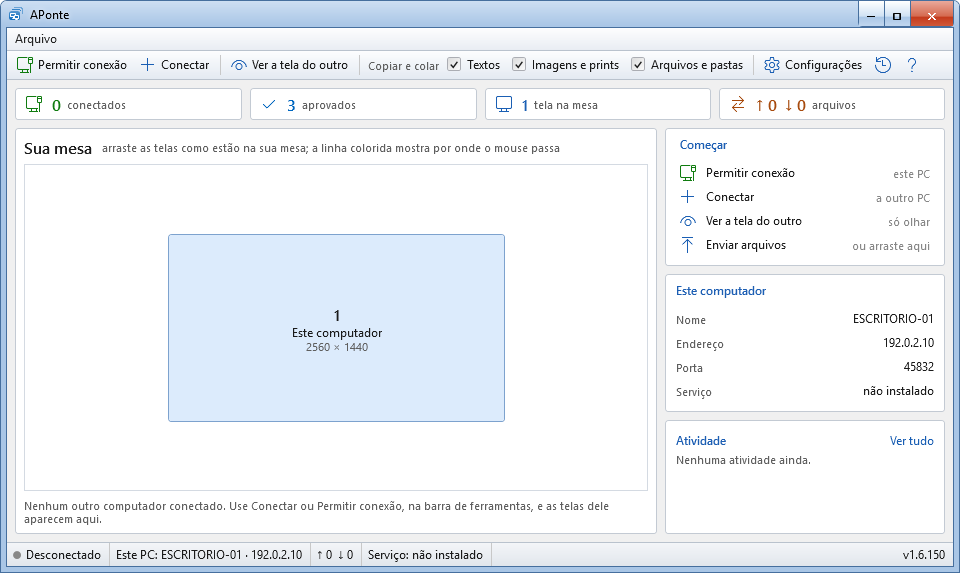 APonte
Arquivo
Permitir conexão
Conectar
Ver a tela do outro
Copiar e colar
Textos
Imagens e prints
Arquivos e pastas
Configurações
?
0 conectados
3 aprovados
1 tela na mesa
↑ 0 ↓ 0 arquivos
Sua mesa arraste as telas como estão na sua mesa; a linha colorida mostra por onde o mouse passa
1
Este computador
2560 × 1440
Nenhum outro computador conectado. Use Conectar ou Permitir conexão, na barra de ferramentas, e as telas dele
aparecem aqui.
Começar
Permitir conexão este PC
Conectar a outro PC
Ver a tela do outro só olhar
Enviar arquivos ou arraste aqui
Este computador
Nome ESCRITORIO-01
Endereço 192.0.2.10
Porta 45832
Serviço não instalado
Atividade Ver tudo
Nenhuma atividade ainda.
Desconectado
Este PC: ESCRITORIO-01 · 192.0.2.10
↑ 0 ↓ 0
Serviço: não instalado
v1.6.150